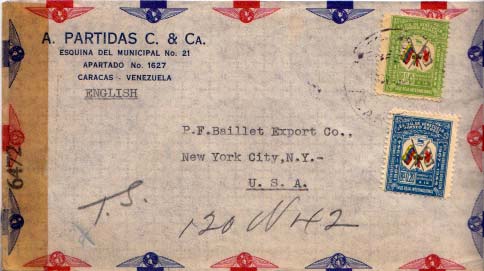 A. PARTIDAS C. & CA.
ESQUINA DEL MUNICIPAL No. 21
APARTADO No. 1627
CARACAS - VENEZUELA
ENGLISH
P.F.Baillet Export Co.,
New York City,N.Y.-
U. S. A.
6472
T.S.
120 W 42